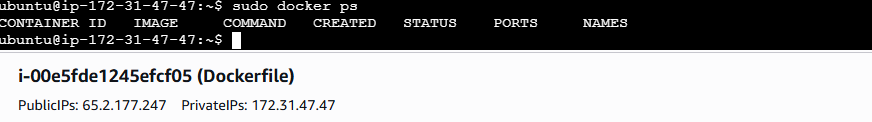 ubuntu@ip-172-31-47-47:~$ sudo docker ps
CONTAINER ID IMAGE COMMAND CREATED STATUS PORTS NAMES
ubuntu@ip-172-31-47-47:~$
i-00e5fde1245efcf05 (Dockerfile)
PublicIPs: 65.2.177.247 PrivateIPs: 172.31.47.47